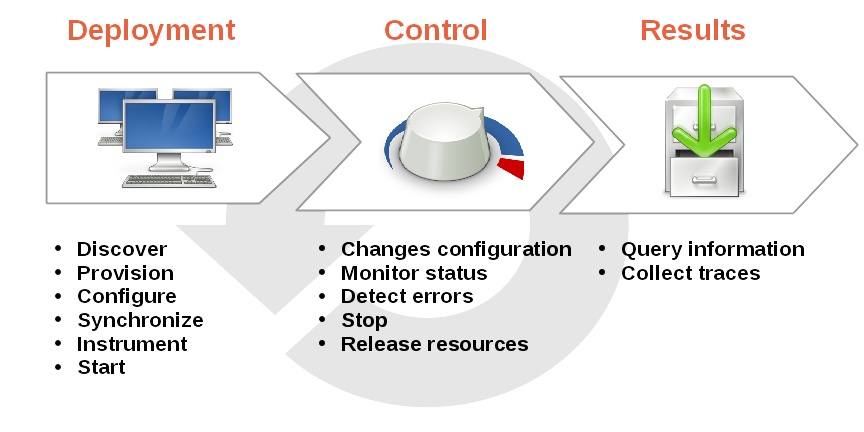 Deployment
Control
Results
• Discover
• Provision
• Configure
• Synchronize
• Instrument
• Start
• Changes configuration
• Monitor status
• Detect errors
• Stop
• Release resources
• Query information
• Collect traces